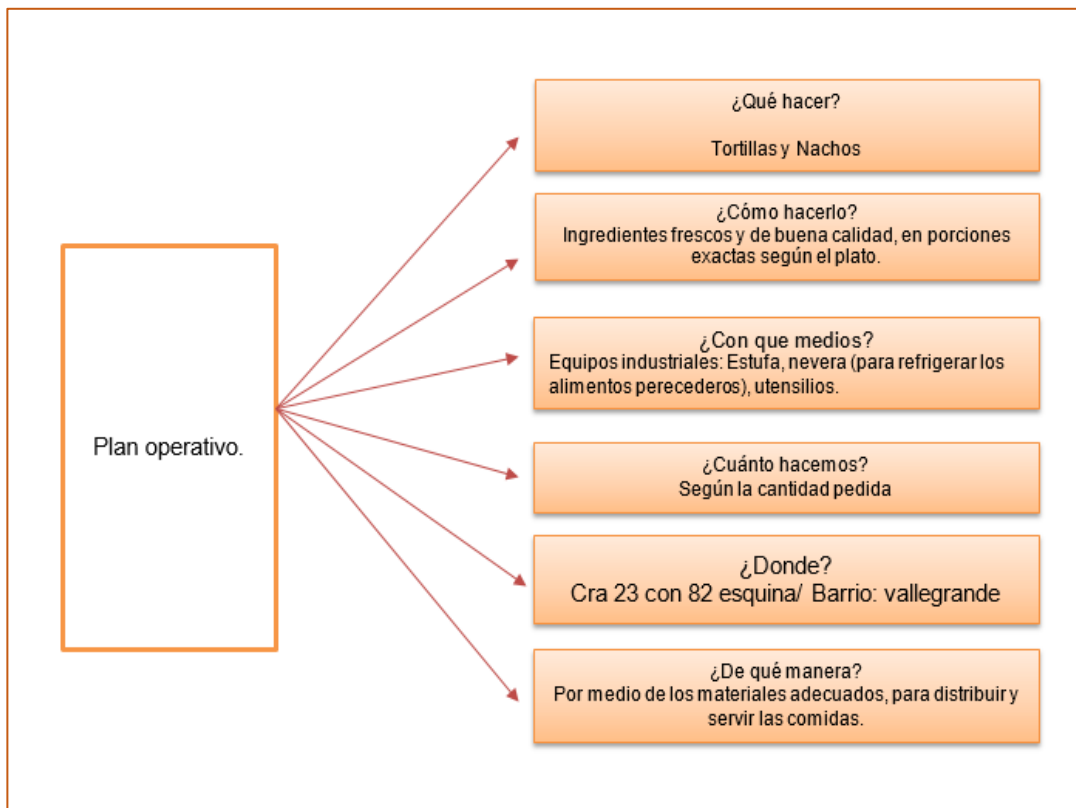 Plan operativo.
¿Qué hacer?
Tortillas y Nachos
¿Cómo hacerlo?
Ingredientes frescos y de buena calidad, en porciones
exactas según el plato.
¿Con que medios?
Equipos industriales: Estufa, nevera (para refrigerar los
alimentos perecederos), utensilios.
¿Cuánto hacemos?
Según la cantidad pedida
¿Donde?
Cra 23 con 82 esquina/ Barrio: vallegrande
¿De qué manera?
Por medio de los materiales adecuados, para distribuir y
servir las comidas.